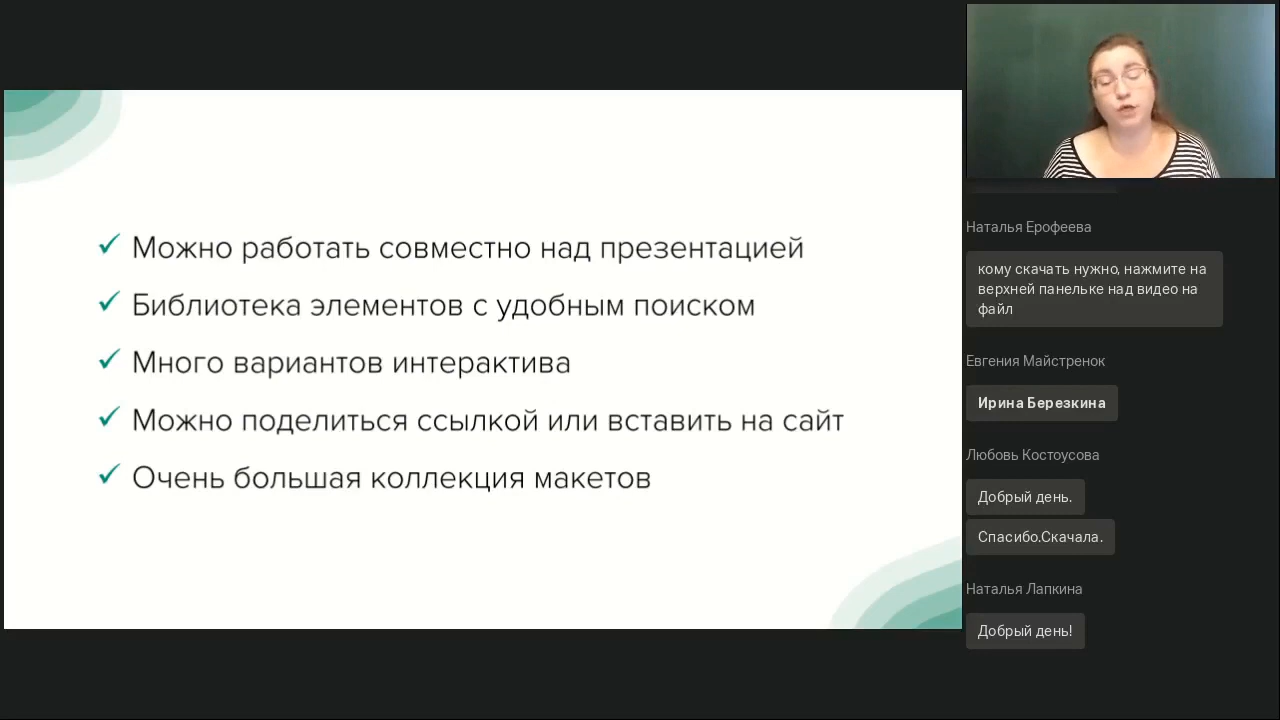 Можно работать совместно над презентацией
Библиотека элементов с удобным поиском
Много вариантов интерактива
Можно поделиться ссылкой или вставить на сайт
Очень большая коллекция макетов
Наталья Ерофеева
кому скачать нужно, нажмите на
верхней панельке над видео на
файл
Евгения Майстренок
Ирина Березкина
Любовь Костоусова
Добрый день.
Спасибо.Скачала.
Наталья Лапкина
Добрый день!